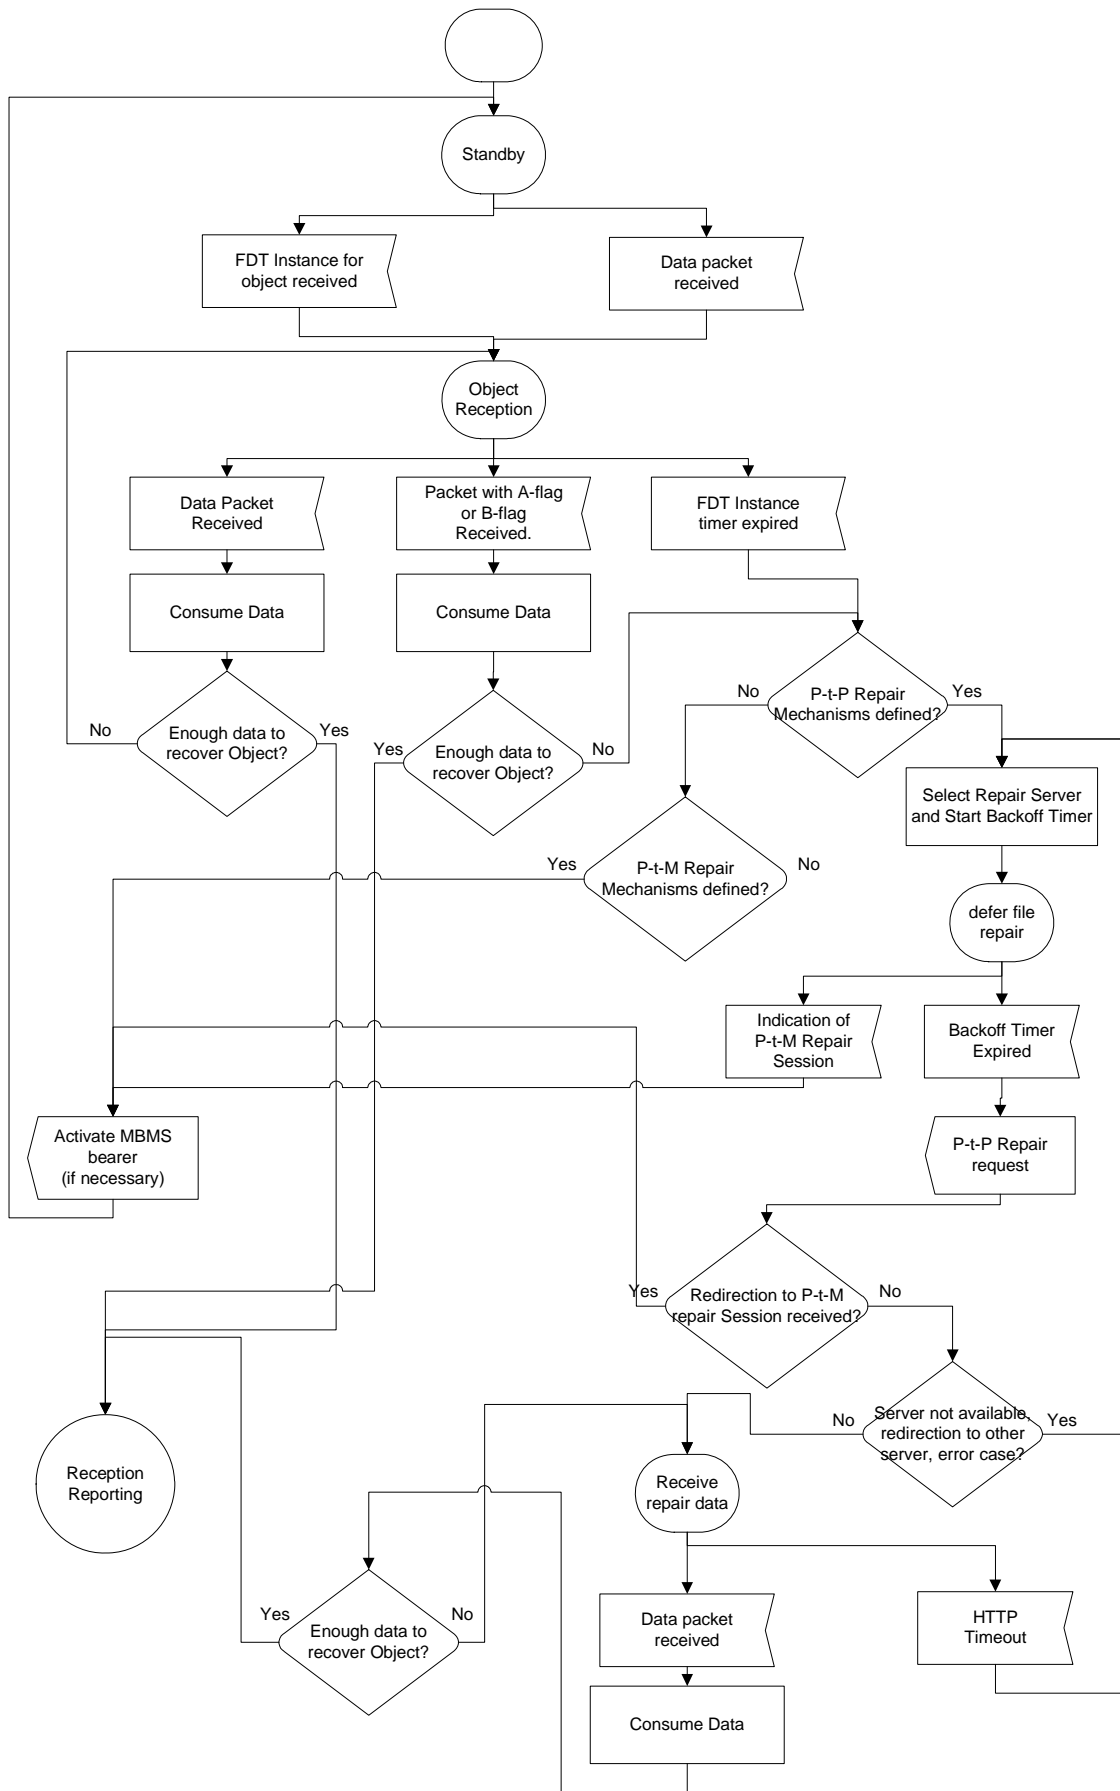 Standby
FDT Instance for
object received
Data packet
received
Object
Reception
Data Packet
Received
Packet with A-flag
or B-flag
Received.
FDT Instance
timer expired
Consume Data
Consume Data
No
P-t-P Repair
Mechanisms defined?
Yes
No
Enough data to
recover Object?
Yes
Yes
Enough data to
recover Object?
No
Select Repair Server
and Start Backoff Timer
Yes
P-t-M Repair
Mechanisms defined?
No
defer file
repair
Indication of
P-t-M Repair
Session
Backoff Timer
Expired
Activate MBMS
bearer
(if necessary)
P-t-P Repair
request
Yes
Redirection to P-t-M
repair Session received?
No
No
Server not available,
redirection to other
server, error case?
Yes
Reception
Reporting
Receive
repair data
Yes
Enough data to
recover Object?
No
Data packet
received
HTTP
Timeout
Consume Data